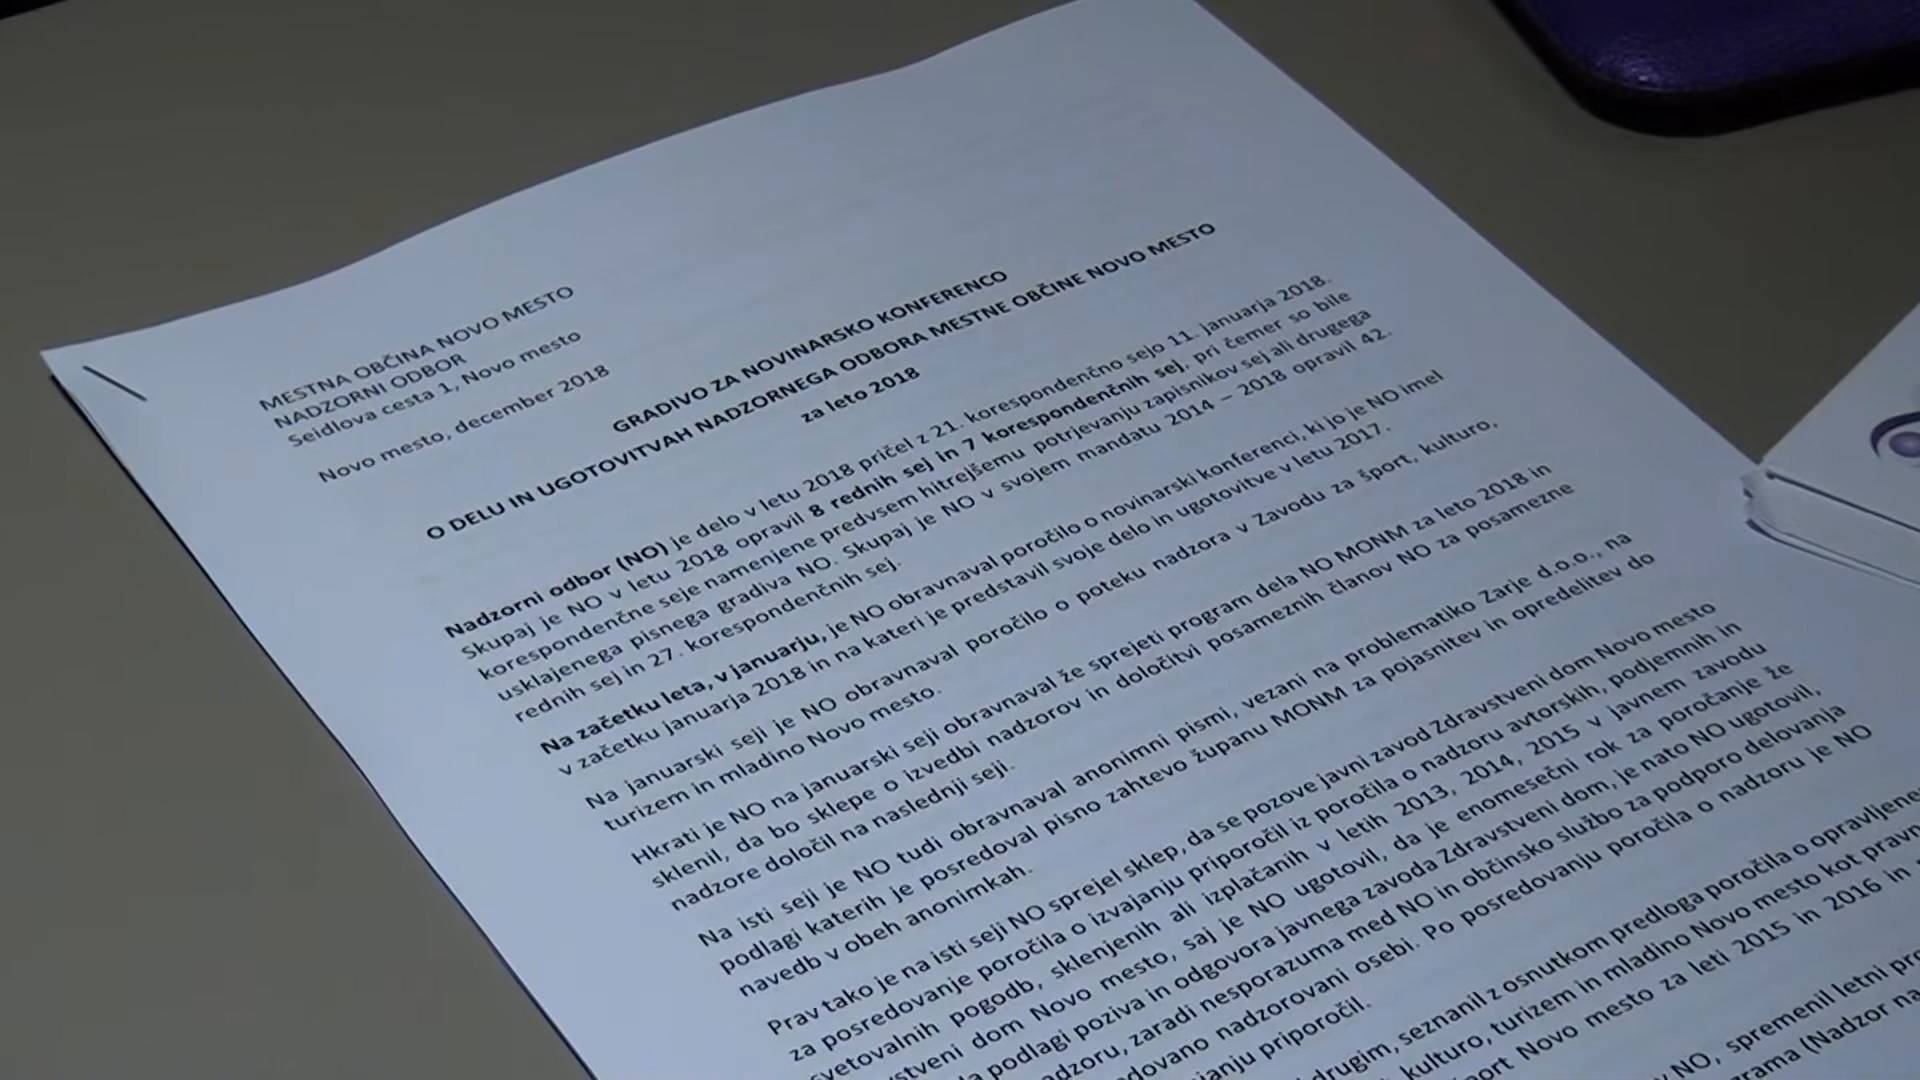 MESTNA OBČINA NOVO MESTO
NADZORNI ODBOR
Seidlova cesta 1, Novo mesto
Novo mesto, december 2018
GRADIVO ZA NOVINARSKO KONFERENCO
O DELU IN UGOTOVITVAH NADZORNEGA ODBORA MESTNE OBČINE NOVO MESTO
za leto 2018
Nadzorni odbor (NO) je delo v letu 2018 pričel z 21. korespondenčno sejo 11. januarja 2018.
Skupaj je NO v letu 2018 opravil 8 rednih sej in 7 korespondenčnih sej, pri čemer so bile
korespondenčne seje namenjene predvsem hitrejšemu potrjevanju zapisnikov sej ali drugega
usklajenega pisnega gradiva NO. Skupaj je NO v svojem mandatu 2014 – 2018 opravil 42.
rednih sej in 27. korespondenčnih sej.
Na začetku leta, v januarju, je NO obravnaval poročilo o novinarski konferenci, ki jo je NO imel
v začetku januarja 2018 in na kateri je predstavil svoje delo in ugotovitve v letu 2017.
Na januarski seji je NO obravnaval poročilo o poteku nadzora v Zavodu za šport, kulturo,
turizem in mladino Novo mesto.
Hkrati je NO na januarski seji obravnaval že sprejeti program dela NO MONM za leto 2018 in
sklenil, da bo sklepe o izvedbi nadzorov in določitvi posameznih članov NO za posamezne
nadzore določil na naslednji seji.
Na isti seji je NO tudi obravnaval anonimni pismi, vezani na problematiko Zarje d.o.o., na
podlagi katerih je posredoval pisno zahtevo županu MONM za pojasnitev in opredelitev do
navedb v obeh anonimkah.
Prav tako je na isti seji NO sprejel sklep, da se pozove javni zavod Zdravstveni dom Novo mesto
za posredovanje poročila o izvajanju priporočil iz poročila o nadzoru avtorskih, podjemnih in
svetovalnih pogodb, sklenjenih ali izplačanih v letih 2013, 2014, 2015 v javnem zavodu
dom Novo mesto, saj je NO ugotovil, da je enomesečni rok za poročanje že
podlagi poziva in odgovora javnega zavoda Zdravstveni dom, je nato NO ugotovil,
zaradi nesporazuma med NO in občinsko službo za podporo delovanja
nadzorovani osebi. Po posredovanju poročila o nadzoru je NO
priporočil.
drugim, seznanil z osnutkom predloga poročila o
kulturo, turizem in mladino Novo mesto kot
Novo mesto za leti 2015 in 2016 in
NO, spremenil letni
(Nadzor